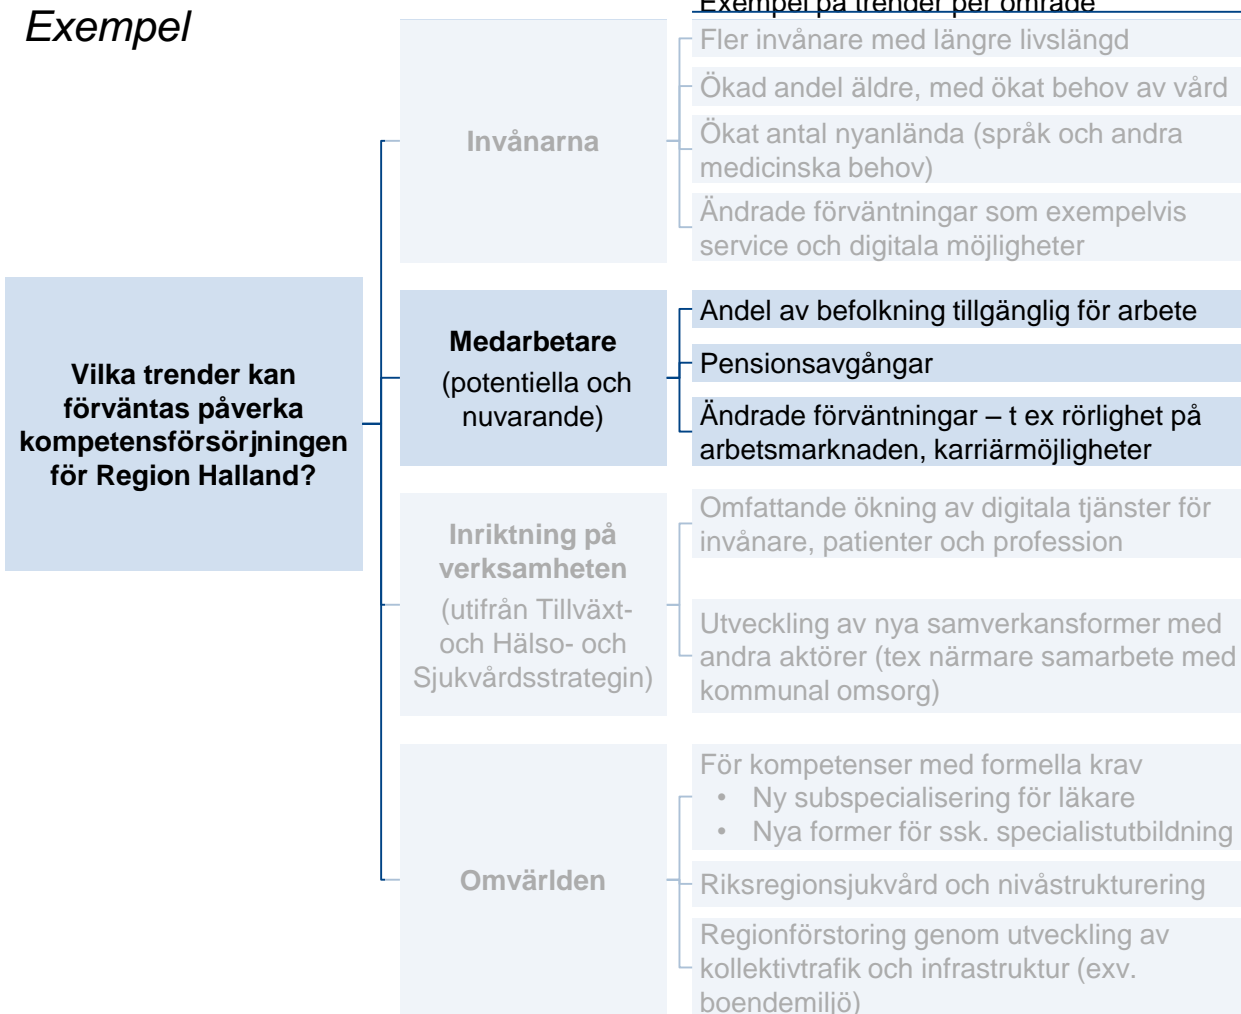 Exempel
Exempel på trender per område
Vilka trender kan
förväntas påverka
kompetensförsörjningen
för Region Halland?
Invånarna
Fler invånare med längre livslängd
Ökad andel äldre, med ökat behov av vård
Ökat antal nyanlända (språk och andra
medicinska behov)
Ändrade förväntningar som exempelvis
service och digitala möjligheter
Medarbetare
(potentiella och
nuvarande)
Andel av befolkning tillgänglig för arbete
Pensionsavgångar
Ändrade förväntningar – t ex rörlighet på
arbetsmarknaden, karriärmöjligheter
Inriktning på
verksamheten
(utifrån Tillväxt-
och Hälso- och
Sjukvårdsstrategin)
Omfattande ökning av digitala tjänster för
invånare, patienter och profession
Utveckling av nya samverkansformer med
andra aktörer (tex närmare samarbete med
kommunal omsorg)
Omvärlden
För kompetenser med formella krav
• Ny subspecialisering för läkare
• Nya former för ssk. specialistutbildning
Riksregionsjukvård och nivåstrukturering
Regionförstoring genom utveckling av
kollektivtrafik och infrastruktur (exv.
boendemiljö)